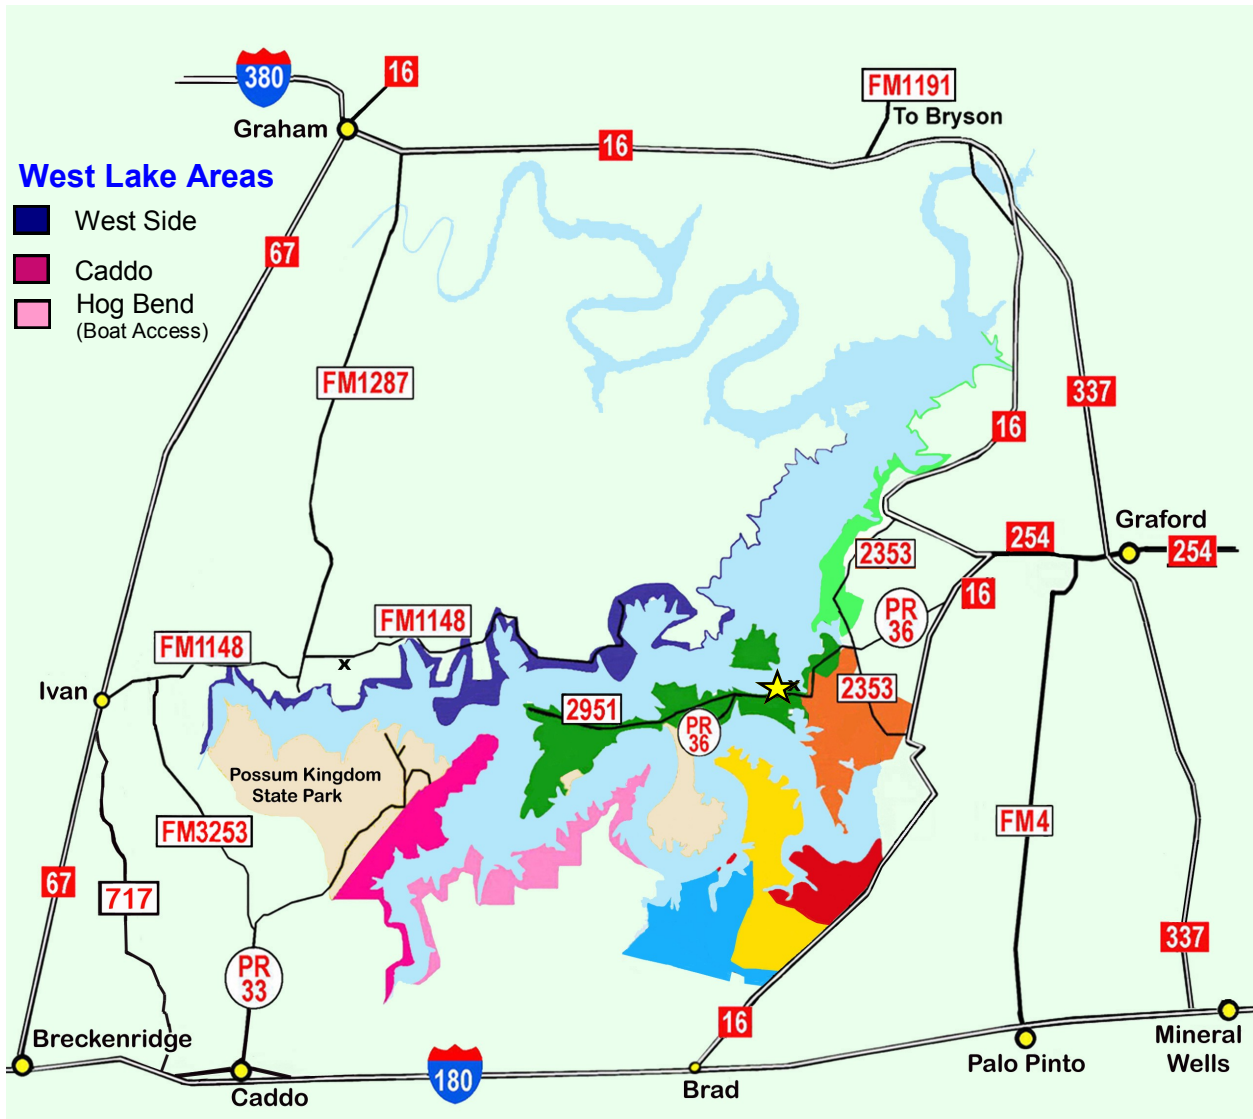 380
16
FM1191
To Bryson
Graham
16
West Lake Areas
West Side
67
Caddo
Hog Bend
(Boat Access)
FM1287
337
16
Graford
254
254
2353
16
PR
36
FM1148
FM1148
x
Ivan
2951
x
2353
PR
36
Possum Kingdom
State Park
FM3253
FM4
67
717
337
PR
33
16
Breckenridge
Mineral
Wells
Palo Pinto
180
Brad
Caddo